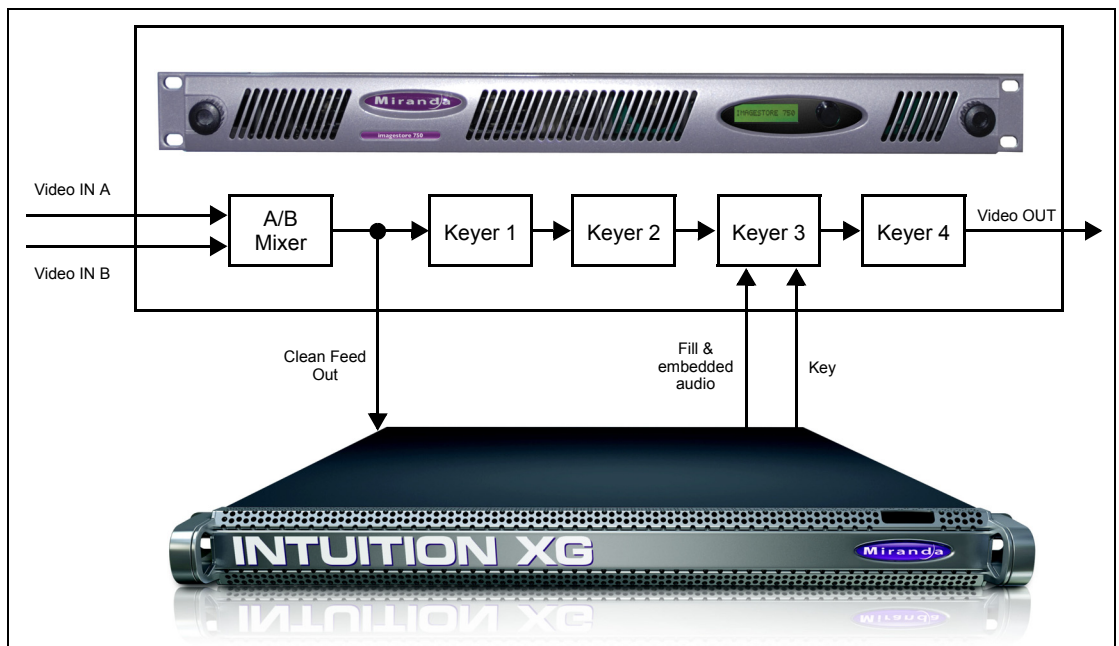 Miranda
imagestore 750
IMAGESTORE 750
Video IN A
Video IN B
A/B
Mixer
Keyer 1
Keyer 2
Keyer 3
Keyer 4
Video OUT
Clean Feed
Out
Fill &
embedded
audio
Key
INTUITION XG
Miranda